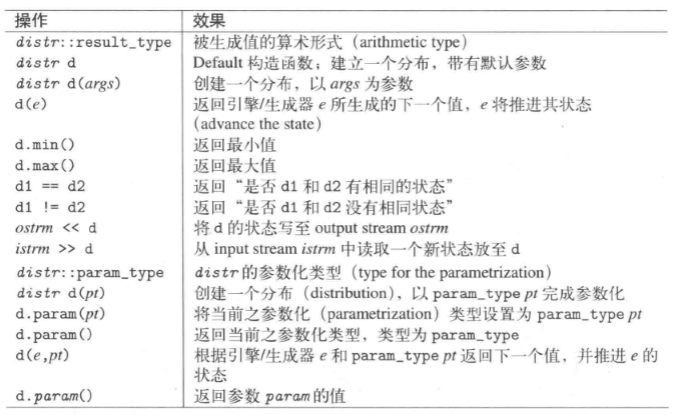 操作 效果
distr::result_type 被生成值的算术形式（arithmetic type）
distr d Default 构造函数；建立一个分布，带有默认参数
distr d(args) 创建一个分布，以 args 为参数
d(e) 返回引擎/生成器 e 所生成的下一个值，e 将推进其状态
(advance the state)
d.min() 返回最小值
d.max() 返回最大值
d1 == d2 返回“是否 d1 和 d2 有相同的状态”
d1 != d2 返回“是否 d1 和 d2 没有相同状态”
ostrm << d 将 d 的状态写至 output stream ostrm
istrm >> d 从 input stream istrm 中读取一个新状态放至 d
distr::param_type distr 的参数化类型（type for the parametrization）
distr d(pt) 创建一个分布（distribution），以 param_type pt 完成参数化
d.param(pt) 将当前之参数化（parametrization）类型设置为 param_type pt
d.param() 返回当前之参数化类型，类型为 param_type
d(e,pt) 根据引擎/生成器 e 和 param_type pt 返回下一个值，并推进 e 的
状态
d.param() 返回参数 param 的值